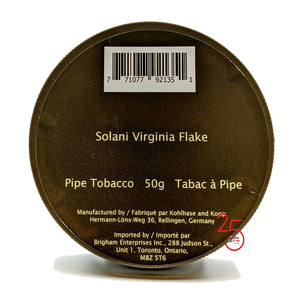 7 71077 92135 1
Solani Virginia Flake
Pipe Tobacco 50g Tabac à Pipe
Manufactured by / Fabriqué par Kohlhase and Kopp
Hermann-Löns-Weg 36, Rellingen, Germany
25
Imported by / Importé par
Brigham Enterprises Inc., 288 Judson St.,
Unit 1, Toronto, Ontario,
M8Z 5T6